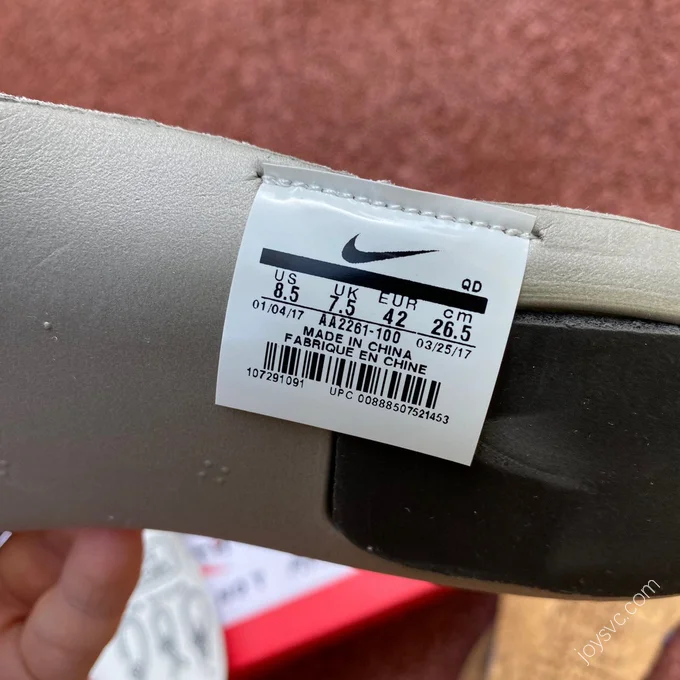 QD
US UK EUR cm
8.5 7.5 42 26.5
01/04/17 AA2261-100 03/25/17
MADE IN CHINA
FABRIQUE EN CHINE
107291091 UPC 00888507521453
joysvc.com